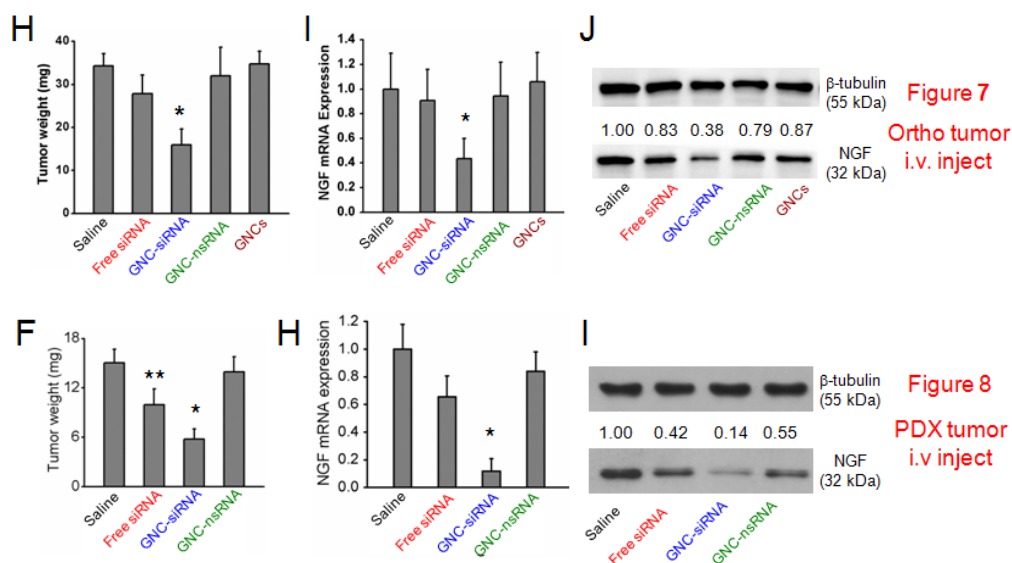 H
Tumor weight (mg)
40
30
20
10
0
*
Saline
Free siRNA
GNC-siRNA
GNC-nsRNA
GNCs
I
NGF mRNA Expression
1.4
1.2
1.0
0.8
0.6
0.4
0.2
0.0
*
Saline
Free siRNA
GNC-siRNA
GNC-nsRNA
GNCs
J
β-tubulin
(55 kDa)
1.00 0.83 0.38 0.79 0.87
NGF
(32 kDa)
Saline
Free siRNA
GNC-siRNA
GNC-nsRNA
GNCs
Figure 7
Ortho tumor
i.v. inject
F
Tumor weight (mg)
18
12
6
0
**
*
Saline
Free siRNA
GNC-siRNA
GNC-nsRNA
H
NGF mRNA expression
1.2
1.0
0.8
0.6
0.4
0.2
0.0
*
Saline
Free siRNA
GNC-siRNA
GNC-nsRNA
I
β-tubulin
(55 kDa)
1.00 0.42 0.14 0.55
NGF
(32 kDa)
Saline
Free siRNA
GNC-siRNA
GNC-nsRNA
Figure 8
PDX tumor
i.v inject